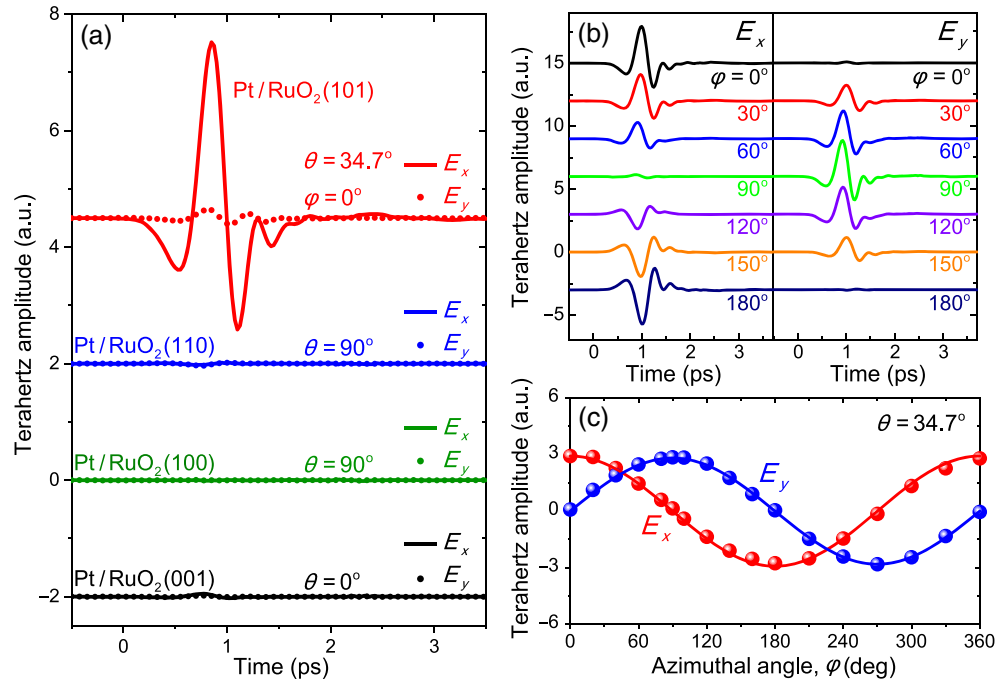 (a)
8
6
4
2
0
−2
Terahertz amplitude (a.u.)
Pt/RuO2(101)
θ = 34.7°
φ = 0°
Ex
Ey
Pt/RuO2(110)
θ = 90°
Ex
Ey
Pt/RuO2(100)
θ = 90°
Ex
Ey
Pt/RuO2(001)
θ = 0°
Ex
Ey
0 1 2 3
Time (ps)
(b)
Ex
Ey
15
10
5
0
−5
Terahertz amplitude (a.u.)
φ = 0° φ = 0°
30° 30°
60° 60°
90° 90°
120° 120°
150° 150°
180° 180°
0 1 2 3 0 1 2 3
Time (ps) Time (ps)
(c)
θ = 34.7°
6
3
0
−3
−6
Terahertz amplitude (a.u.)
Ey
Ex
0 60 120 180 240 300 360
Azimuthal angle, φ (deg)